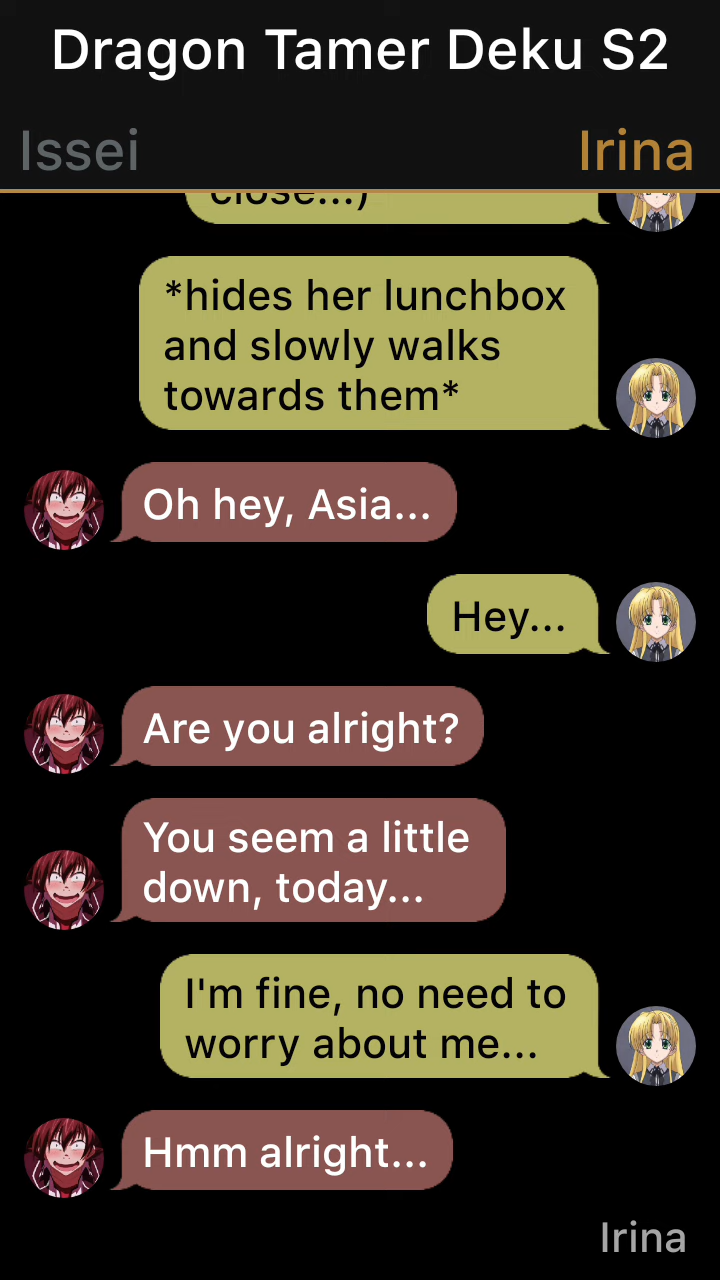 Dragon Tamer Deku S2
Issei
Irina
close...)
*hides her lunchbox
and slowly walks
towards them*
Oh hey, Asia...
Hey...
Are you alright?
You seem a little
down, today...
I'm fine, no need to
worry about me...
Hmm alright...
Irina